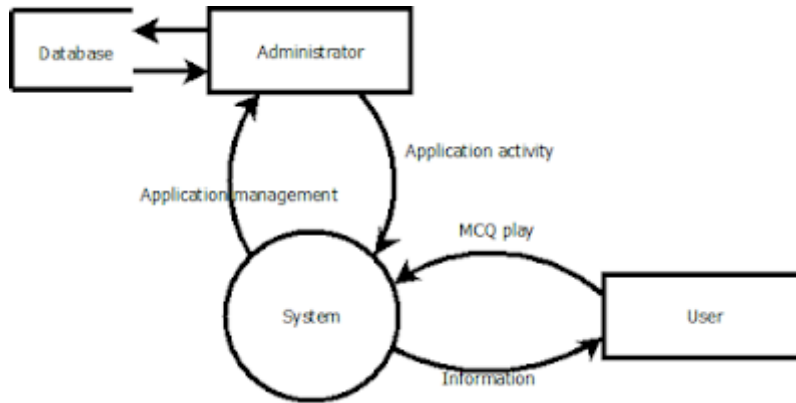 Database
Administrator
Application activity
Application management
MCQ play
System
User
Information